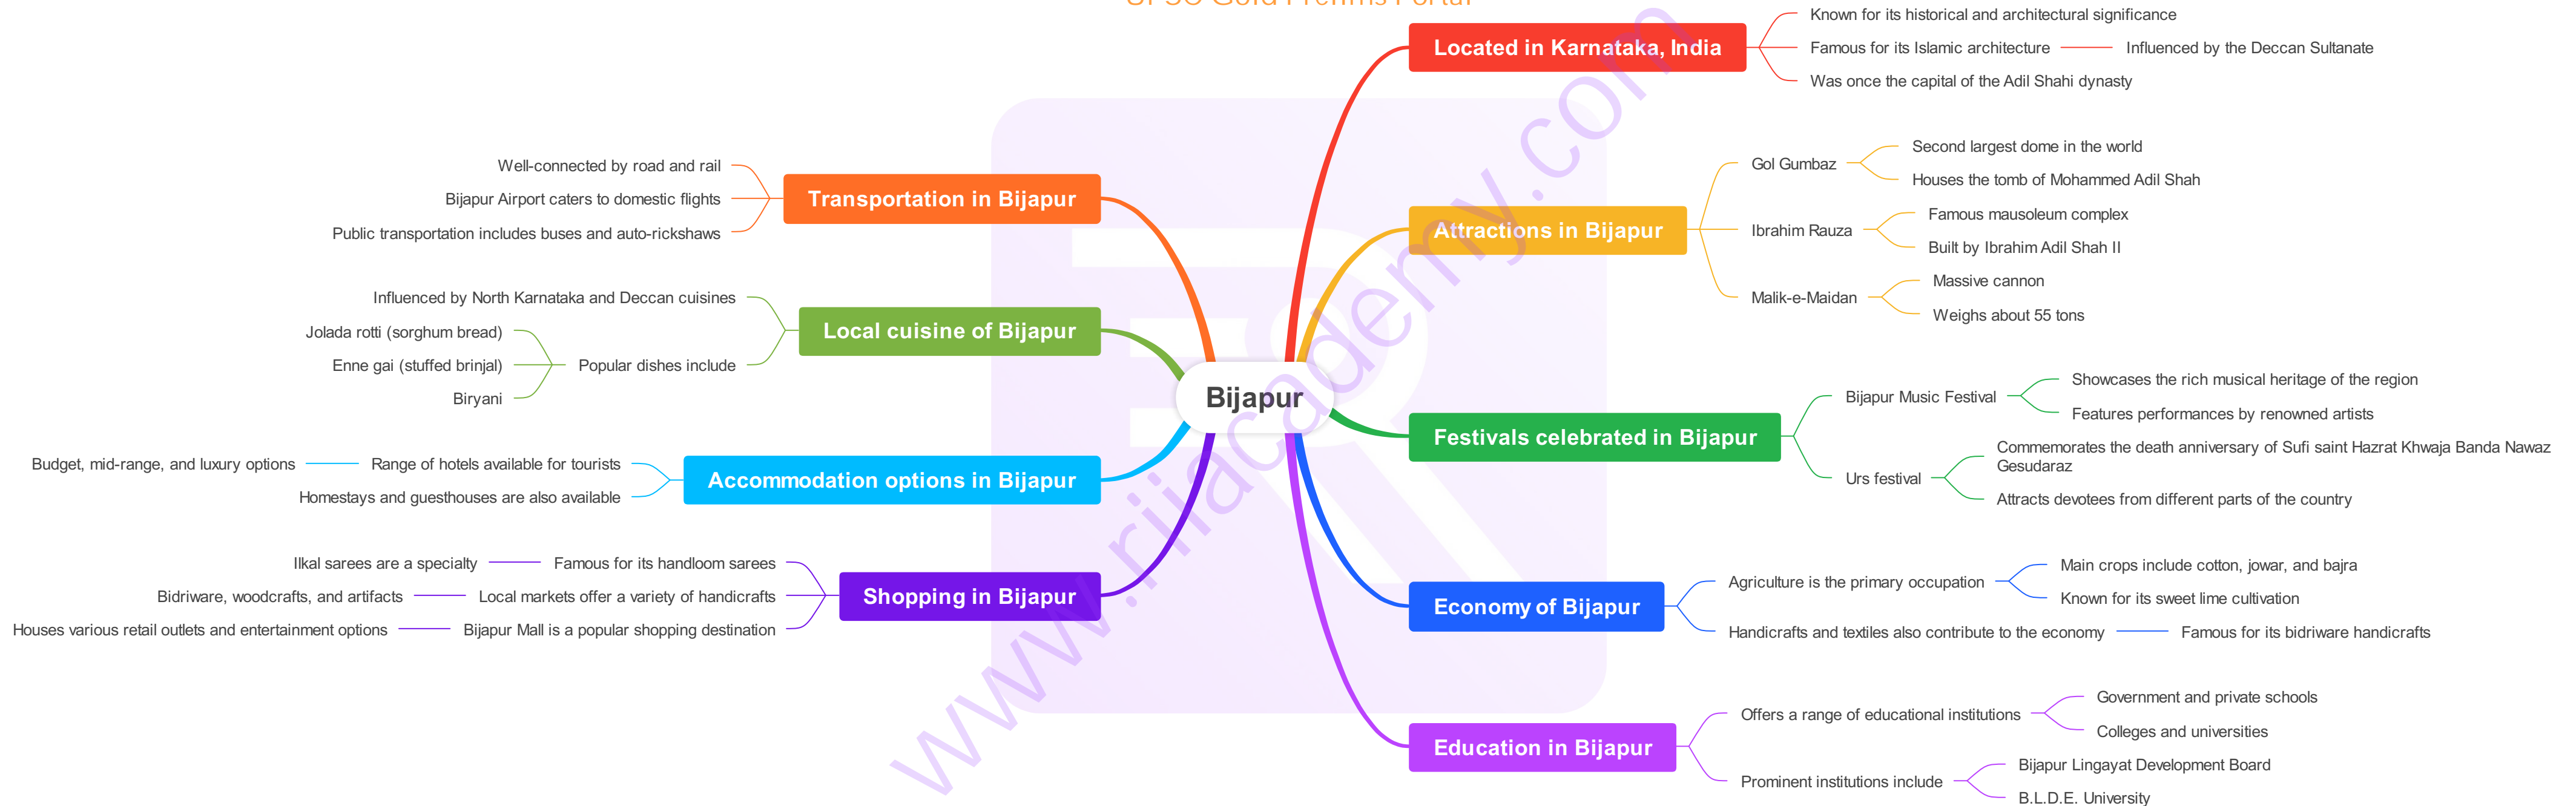 UPSC Gold Prelims Portal
Located in Karnataka, India
Known for its historical and architectural significance
Famous for its Islamic architecture
Influenced by the Deccan Sultanate
Was once the capital of the Adil Shahi dynasty
Attractions in Bijapur
Gol Gumbaz
Second largest dome in the world
Houses the tomb of Mohammed Adil Shah
Ibrahim Rauza
Famous mausoleum complex
Built by Ibrahim Adil Shah II
Malik-e-Maidan
Massive cannon
Weighs about 55 tons
Festivals celebrated in Bijapur
Bijapur Music Festival
Showcases the rich musical heritage of the region
Features performances by renowned artists
Urs festival
Commemorates the death anniversary of Sufi saint Hazrat Khwaja Banda Nawaz
Gesudaraz
Attracts devotees from different parts of the country
Economy of Bijapur
Agriculture is the primary occupation
Main crops include cotton, jowar, and bajra
Known for its sweet lime cultivation
Handicrafts and textiles also contribute to the economy
Famous for its bidriware handicrafts
Education in Bijapur
Offers a range of educational institutions
Government and private schools
Colleges and universities
Prominent institutions include
Bijapur Lingayat Development Board
B.L.D.E. University
Bijapur
Transportation in Bijapur
Well-connected by road and rail
Bijapur Airport caters to domestic flights
Public transportation includes buses and auto-rickshaws
Local cuisine of Bijapur
Influenced by North Karnataka and Deccan cuisines
Popular dishes include
Jolada rotti (sorghum bread)
Enne gai (stuffed brinjal)
Biryani
Accommodation options in Bijapur
Range of hotels available for tourists
Budget, mid-range, and luxury options
Homestays and guesthouses are also available
Shopping in Bijapur
Famous for its handloom sarees
Ilkal sarees are a specialty
Local markets offer a variety of handicrafts
Bidriware, woodcrafts, and artifacts
Bijapur Mall is a popular shopping destination
Houses various retail outlets and entertainment options
www.rijacademy.com